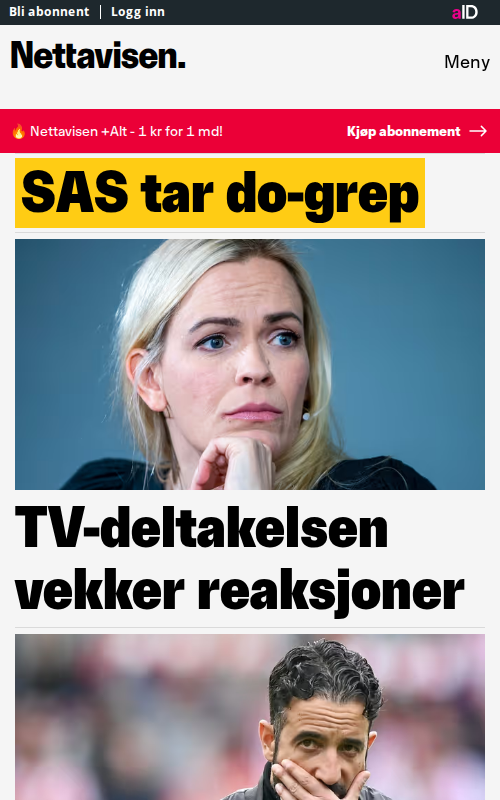 Bli abonnent | Logg inn
aID
Nettavisen.
Meny
🔥 Nettavisen +Alt - 1 kr for 1 md!
Kjøp abonnement →
SAS tar do-grep
TV-deltakelsen
vekker reaksjoner